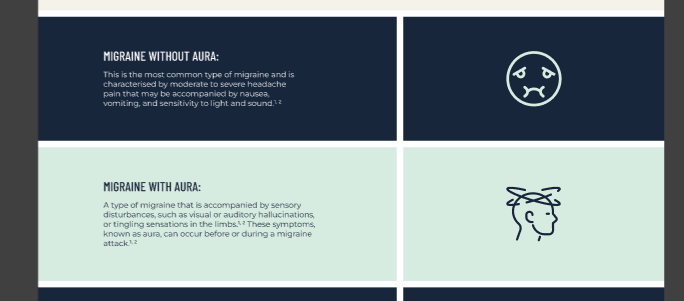 MIGRAINE WITHOUT AURA:
This is the most common type of migraine and is
characterised by moderate to severe headache
pain that may be accompanied by nausea,
vomiting, and sensitivity to light and sound.¹˒ ²
MIGRAINE WITH AURA:
A type of migraine that is accompanied by sensory
disturbances, such as visual or auditory hallucinations,
or tingling sensations in the limbs.¹˒ ² These symptoms,
known as aura, can occur before or during a migraine
attack.¹˒ ²